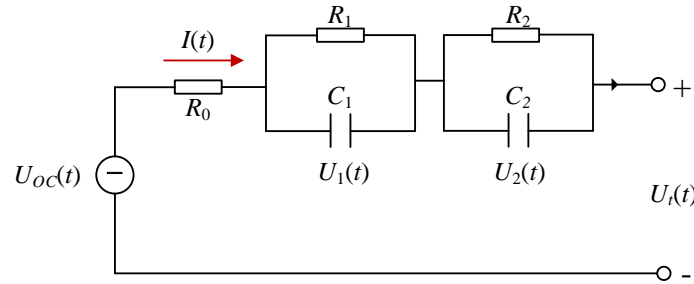 R1 R2
I(t)
C1 C2
R0 +
U1(t) U2(t)
UOC(t) −
Ut(t)
-